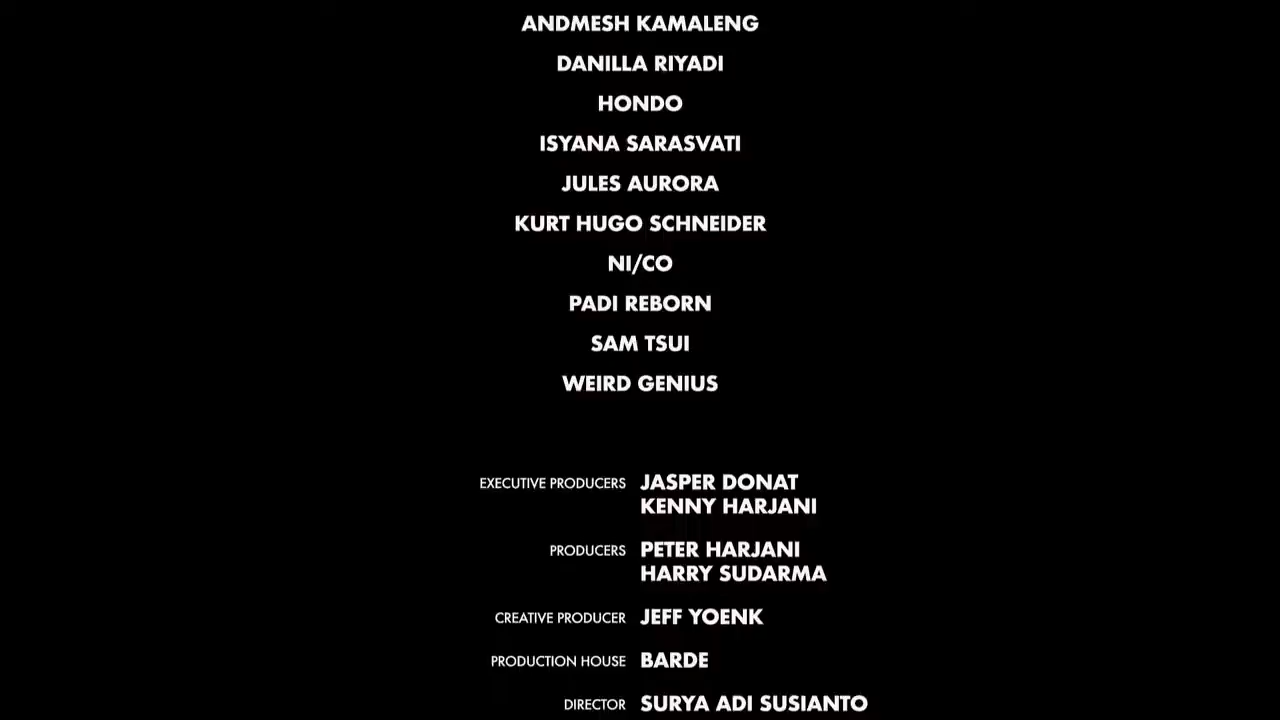 ANDMESH KAMALENG
DANILLA RIYADI
HONDO
ISYANA SARASVATI
JULES AURORA
KURT HUGO SCHNEIDER
NI/CO
PADI REBORN
SAM TSUI
WEIRD GENIUS
EXECUTIVE PRODUCERS JASPER DONAT
KENNY HARJANI
PRODUCERS PETER HARJANI
HARRY SUDARMA
CREATIVE PRODUCER JEFF YOENK
PRODUCTION HOUSE BARDE
DIRECTOR SURYA ADI SUSIANTO